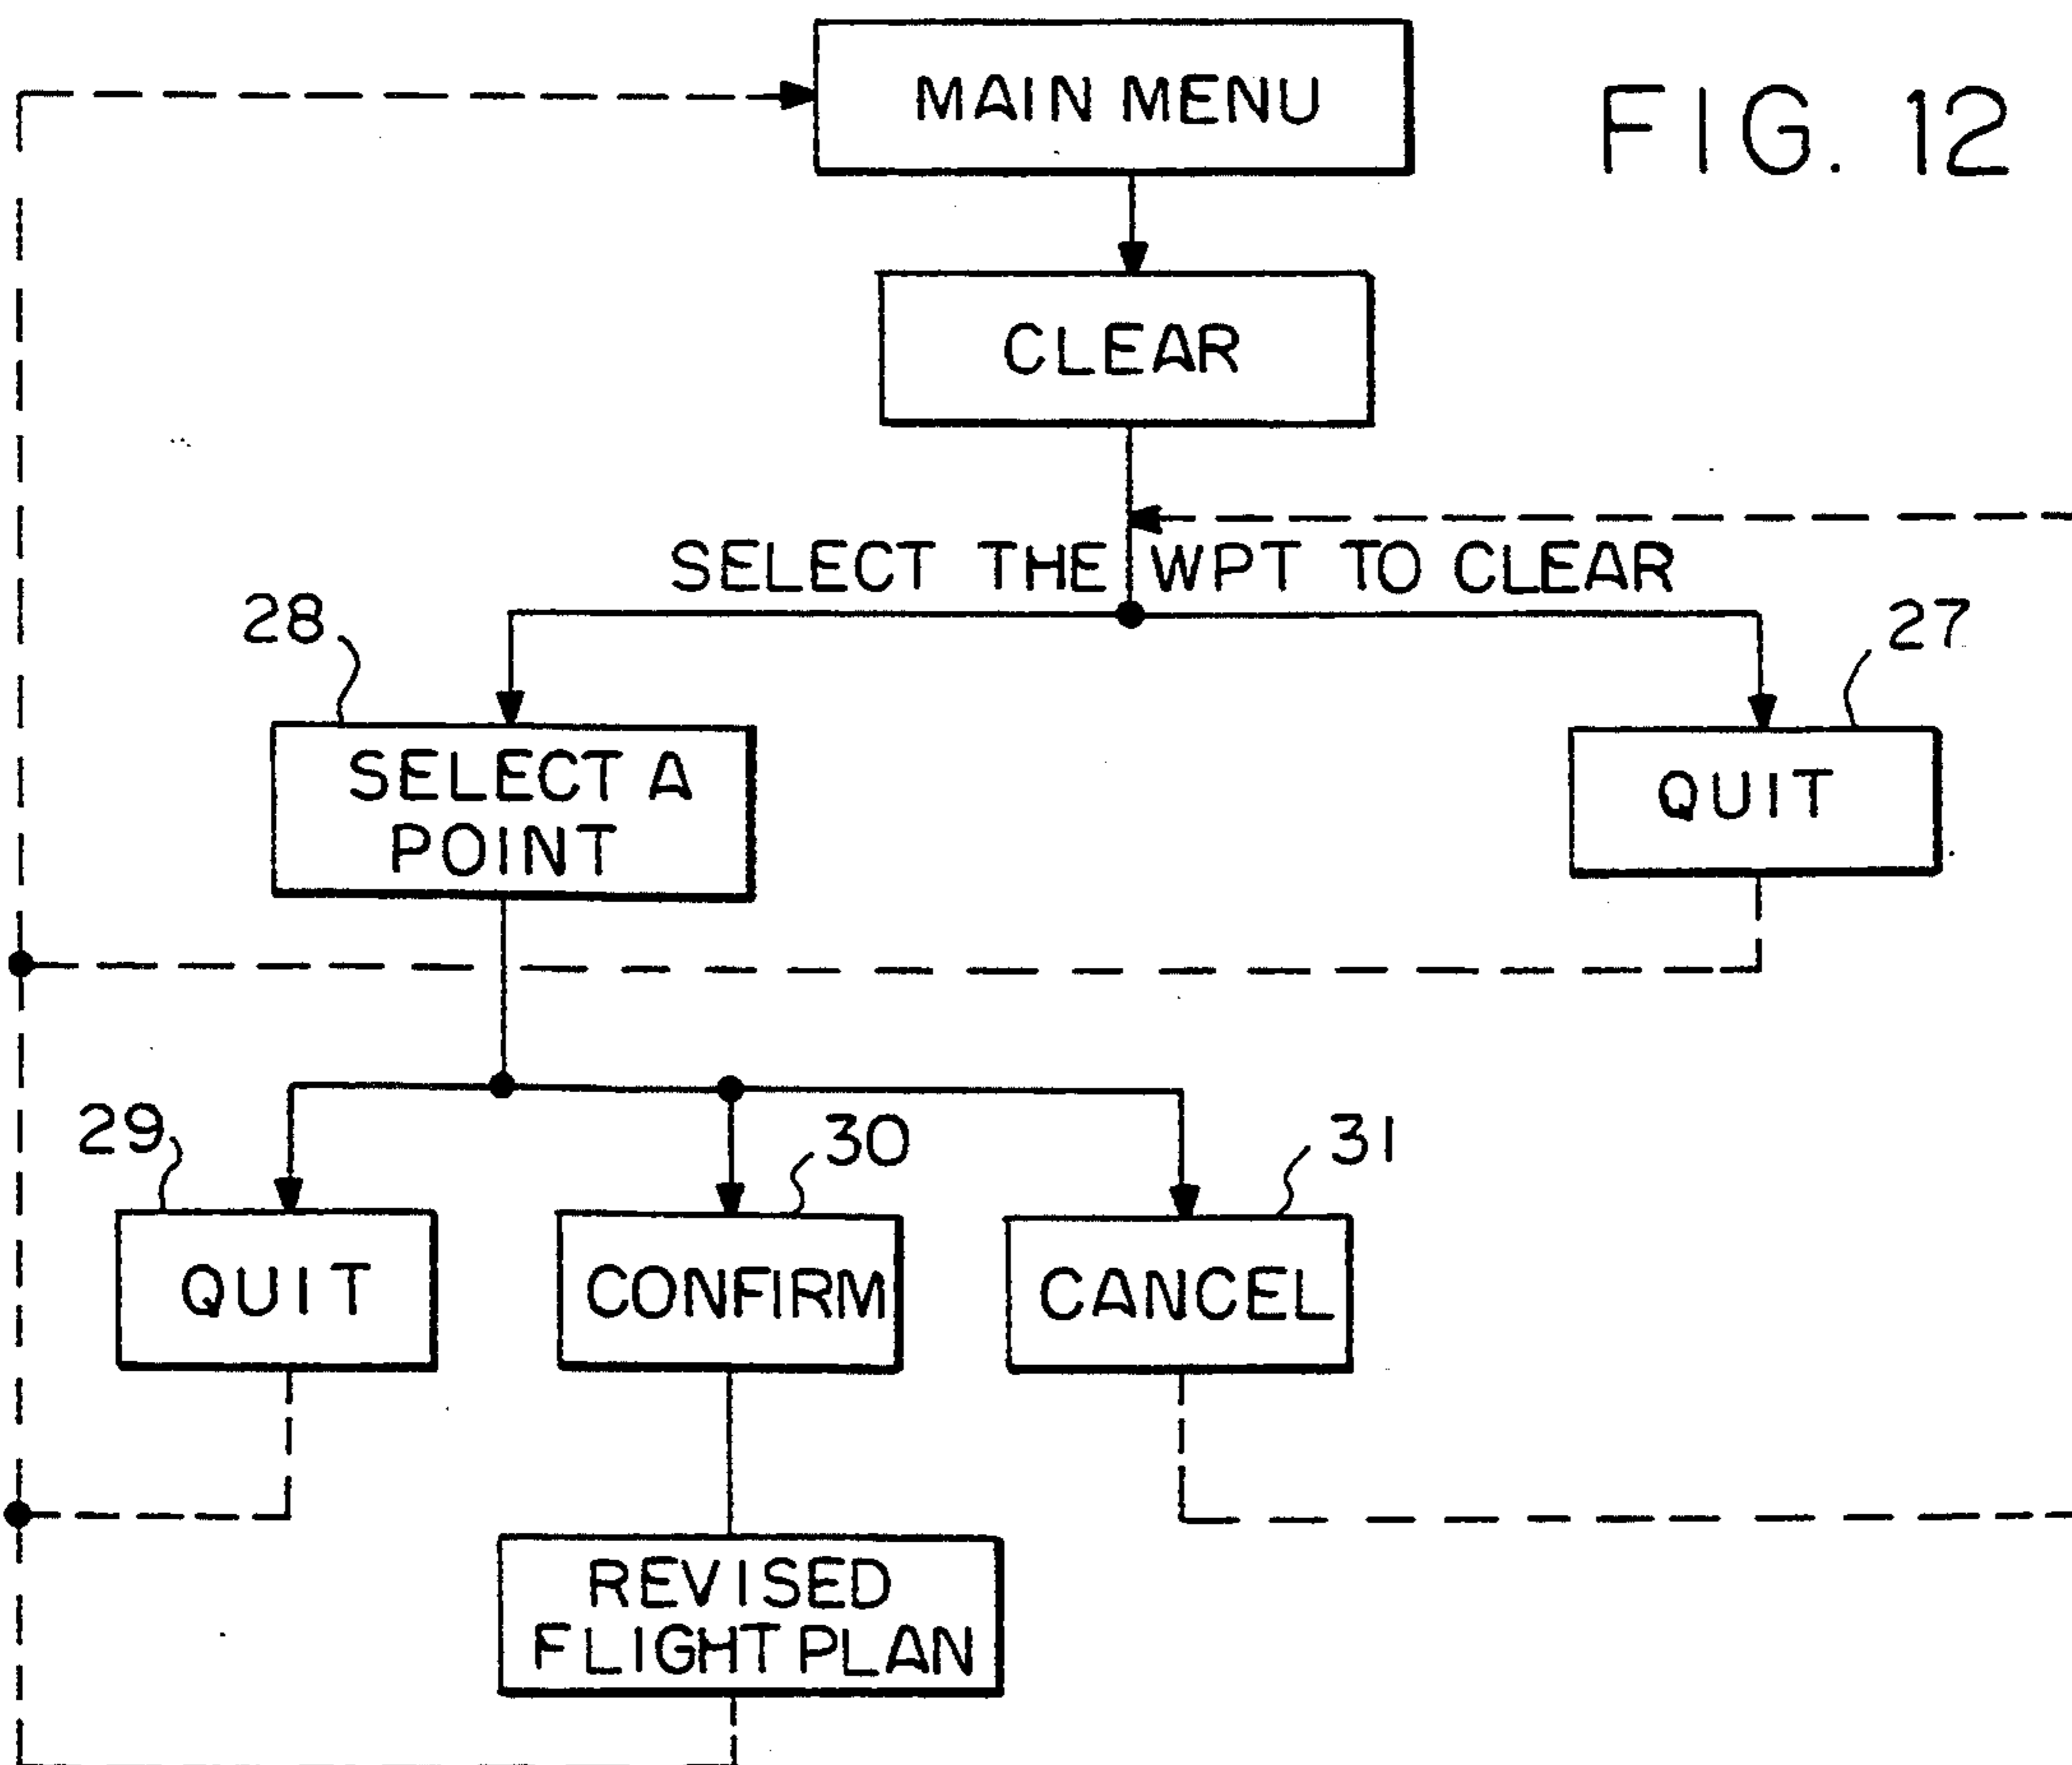 MAIN MENU
FIG. 12
CLEAR
SELECT THE WPT TO CLEAR
28
27
SELECT A
POINT
QUIT
29
30
31
QUIT
CONFIRM
CANCEL
REVISED
FLIGHT PLAN